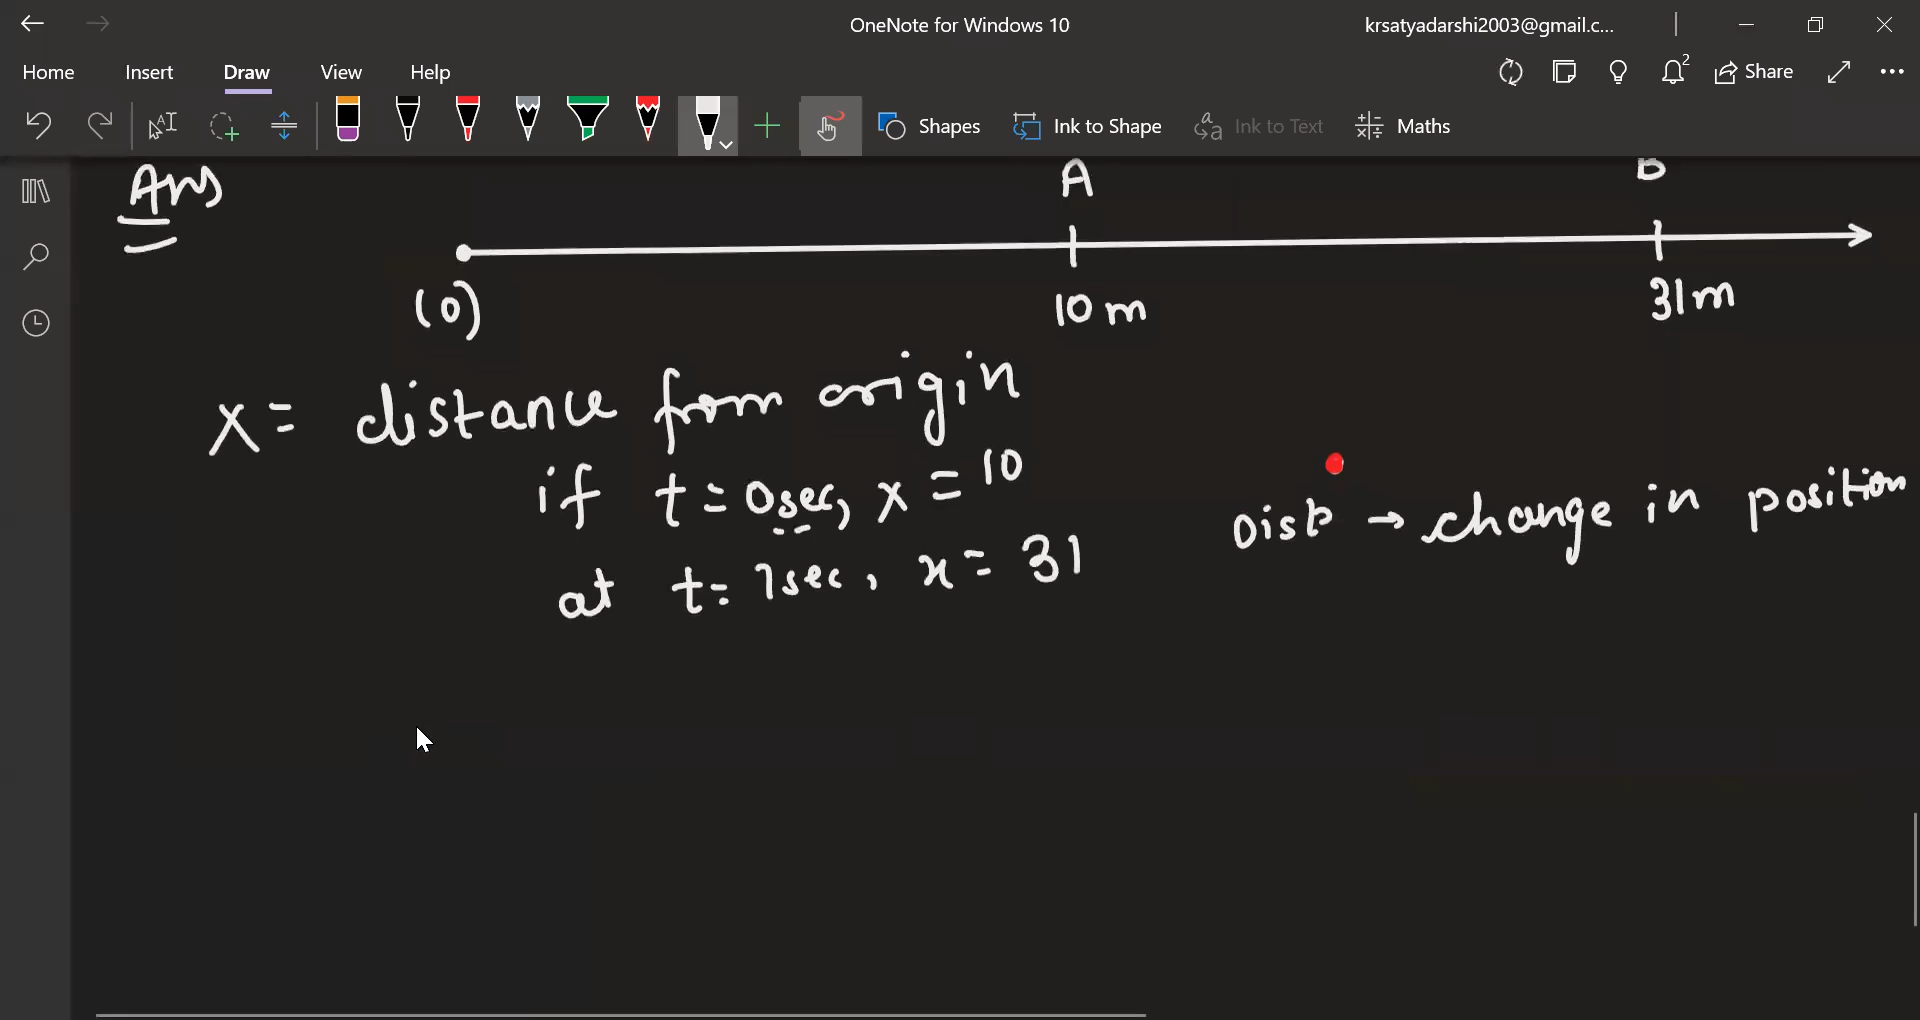 OneNote for Windows 10
krsatyadarshi2003@gmail.c...
Home Insert Draw View Help
2
Share
Shapes
Ink to Shape
Ink to Text
Maths
Ans
A
B
(0)
10 m
31m
X = distance from origin
if t = 0sec, x = 10
at t = 7sec, x = 31
Disp → change in position